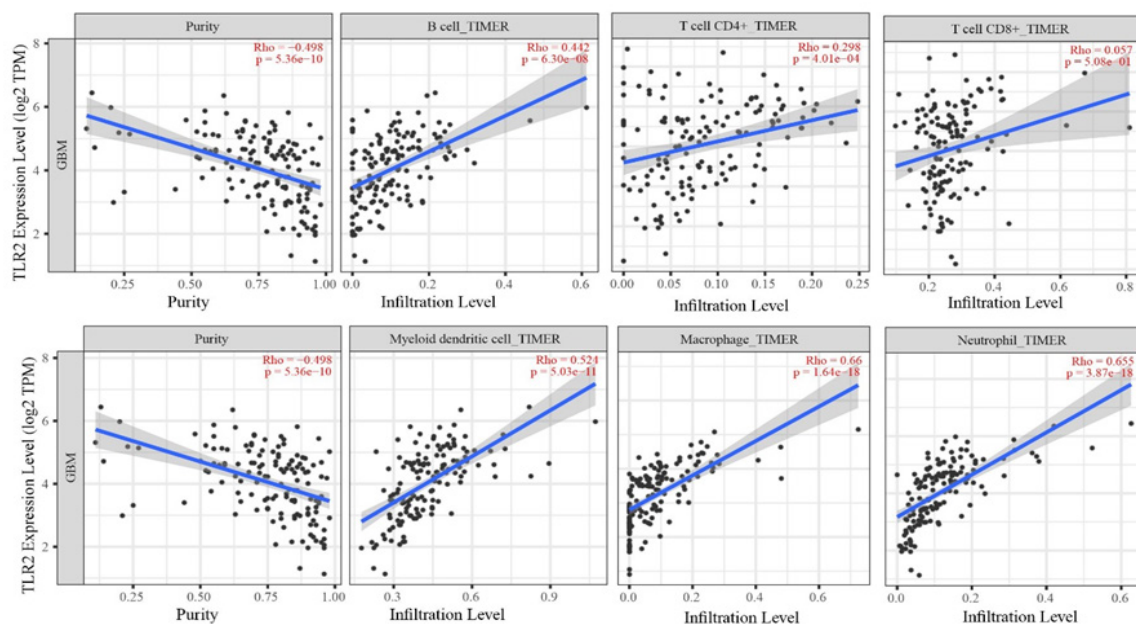 Purity
B cell_TIMER
T cell CD4+_TIMER
T cell CD8+_TIMER
Rho = −0.498
p = 5.36e−10
Rho = 0.442
p = 6.30e−08
Rho = 0.298
p = 4.01e−04
Rho = 0.057
p = 5.08e−01
TLR2 Expression Level (log2 TPM)
GBM
8
6
4
2
0.25 0.50 0.75 1.00
0.0 0.2 0.4 0.6
0.00 0.05 0.10 0.15 0.20 0.25
0.2 0.4 0.6 0.8
Purity
Infiltration Level
Infiltration Level
Infiltration Level
Purity
Myeloid dendritic cell_TIMER
Macrophage_TIMER
Neutrophil_TIMER
Rho = −0.498
p = 5.36e−10
Rho = 0.524
p = 5.03e−11
Rho = 0.66
p = 1.64e−18
Rho = 0.655
p = 3.87e−18
TLR2 Expression Level (log2 TPM)
GBM
8
6
4
2
0.25 0.50 0.75 1.00
0.3 0.6 0.9
0.0 0.2 0.4 0.6
0.0 0.2 0.4 0.6
Purity
Infiltration Level
Infiltration Level
Infiltration Level